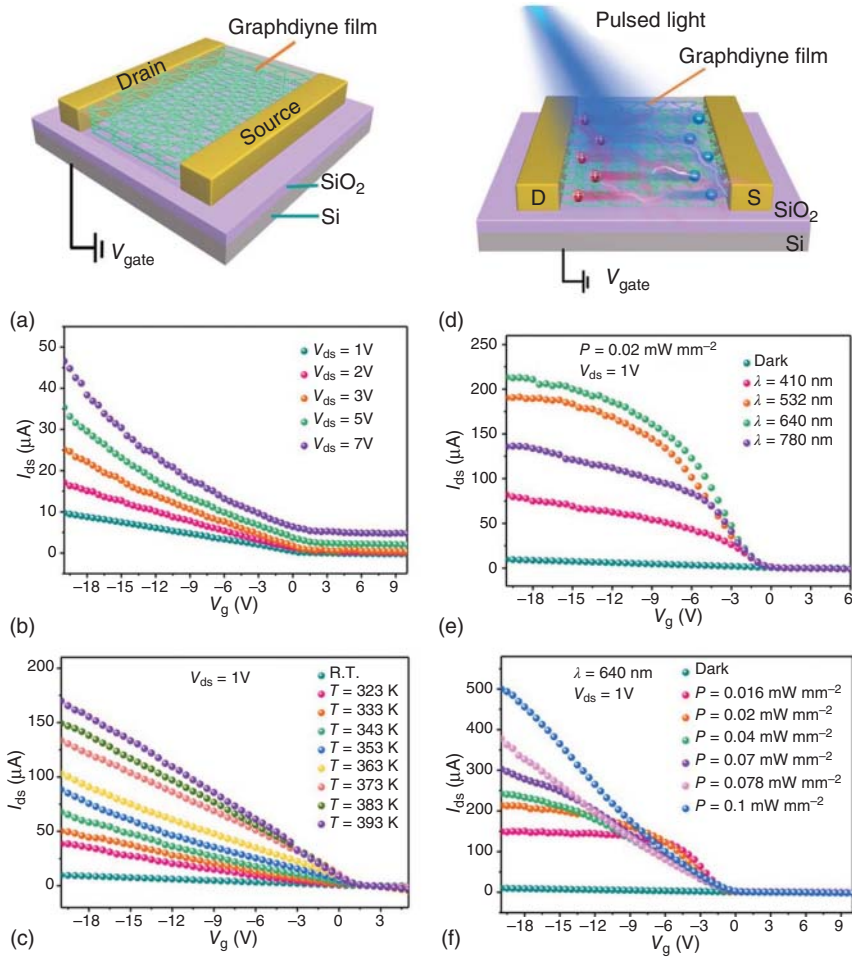 Graphdiyne film
Drain
Source
SiO2
Si
Vgate
(a)
Pulsed light
Graphdiyne film
D
S
SiO2
Si
Vgate
(d)
50
40
30
20
10
0
Ids (µA)
Vds = 1V
Vds = 2V
Vds = 3V
Vds = 5V
Vds = 7V
−18 −15 −12 −9 −6 −3 0 3 6 9
Vg (V)
(b)
250
200
150
100
50
0
Ids (µA)
P = 0.02 mW mm−2
Vds = 1V
Dark
λ = 410 nm
λ = 532 nm
λ = 640 nm
λ = 780 nm
−18 −15 −12 −9 −6 −3 0 3 6
Vg (V)
(e)
200
150
100
50
0
Ids (µA)
Vds = 1V
R.T.
T = 323 K
T = 333 K
T = 343 K
T = 353 K
T = 363 K
T = 373 K
T = 383 K
T = 393 K
−18 −15 −12 −9 −6 −3 0 3
Vg (V)
(c)
500
400
300
200
100
0
Ids (µA)
λ = 640 nm
Vds = 1V
Dark
P = 0.016 mW mm−2
P = 0.02 mW mm−2
P = 0.04 mW mm−2
P = 0.07 mW mm−2
P = 0.078 mW mm−2
P = 0.1 mW mm−2
−18 −15 −12 −9 −6 −3 0 3 6 9
Vg (V)
(f)